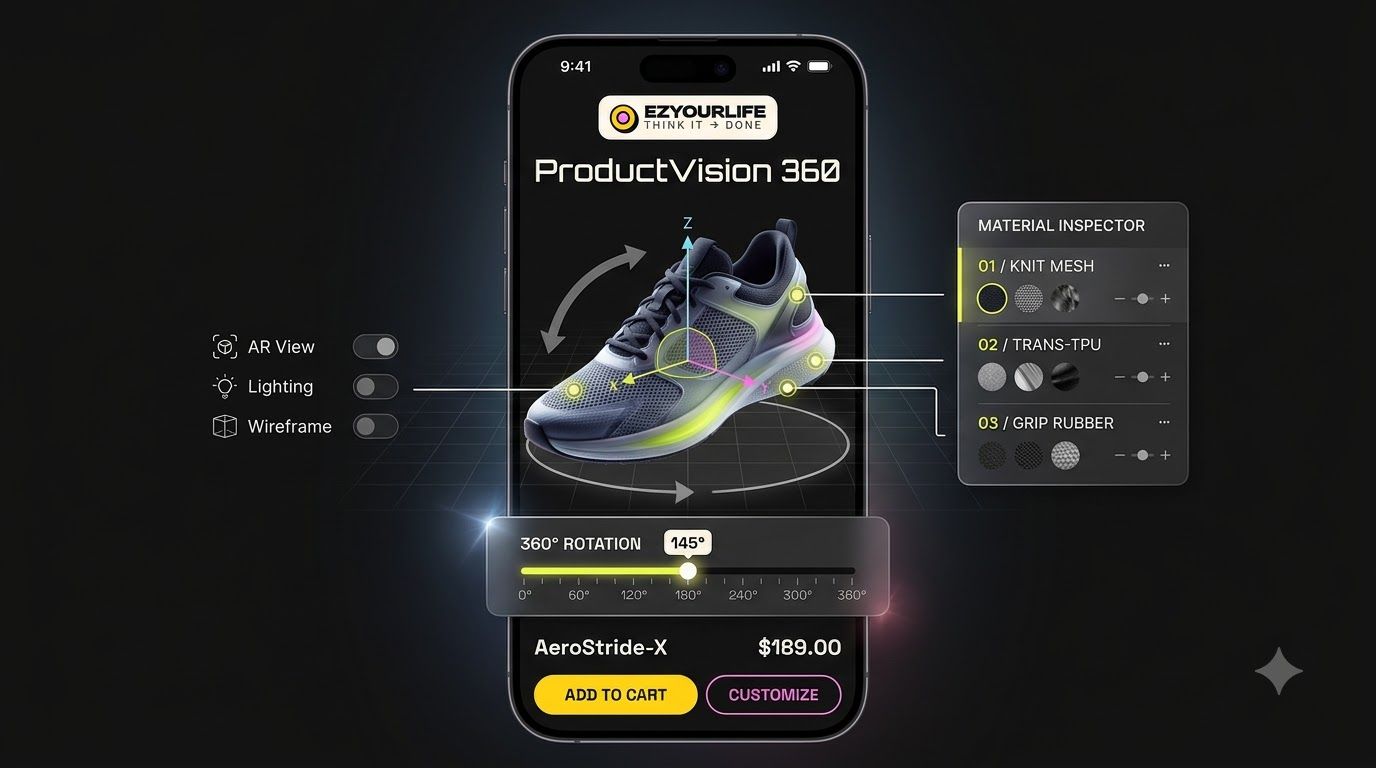 9:41
EZYOURLIFE
THINK IT → DONE
ProductVision 360
Z
X
Y
AR View
Lighting
Wireframe
MATERIAL INSPECTOR
01 / KNIT MESH
02 / TRANS-TPU
03 / GRIP RUBBER
360° ROTATION
145°
0° 60° 120° 180° 240° 300° 360°
AeroStride-X $189.00
ADD TO CART CUSTOMIZE